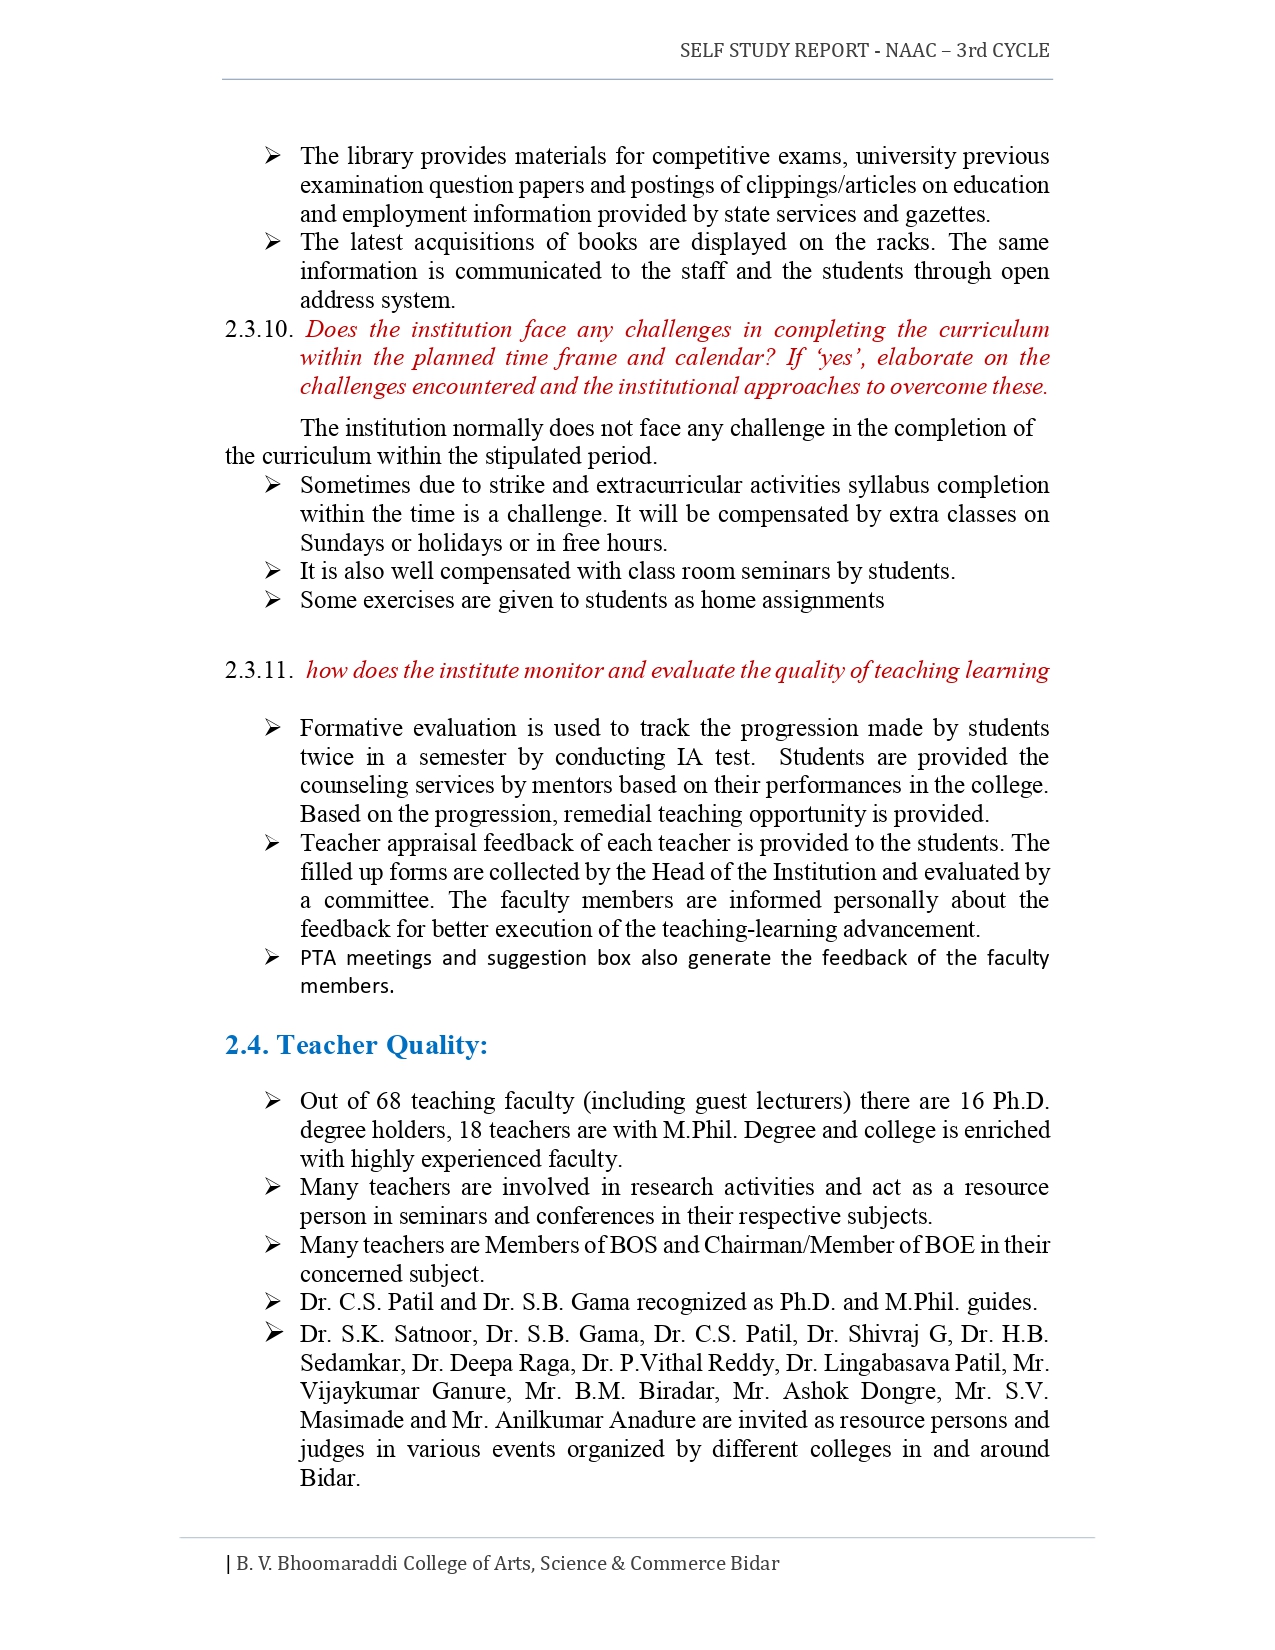 SELF STUDY REPORT - NAAC – 3rd CYCLE
➢ The library provides materials for competitive exams, university previous
examination question papers and postings of clippings/articles on education
and employment information provided by state services and gazettes.
➢ The latest acquisitions of books are displayed on the racks. The same
information is communicated to the staff and the students through open
address system.
2.3.10. Does the institution face any challenges in completing the curriculum
within the planned time frame and calendar? If ‘yes’, elaborate on the
challenges encountered and the institutional approaches to overcome these.
The institution normally does not face any challenge in the completion of
the curriculum within the stipulated period.
➢ Sometimes due to strike and extracurricular activities syllabus completion
within the time is a challenge. It will be compensated by extra classes on
Sundays or holidays or in free hours.
➢ It is also well compensated with class room seminars by students.
➢ Some exercises are given to students as home assignments
2.3.11. how does the institute monitor and evaluate the quality of teaching learning
➢ Formative evaluation is used to track the progression made by students
twice in a semester by conducting IA test. Students are provided the
counseling services by mentors based on their performances in the college.
Based on the progression, remedial teaching opportunity is provided.
➢ Teacher appraisal feedback of each teacher is provided to the students. The
filled up forms are collected by the Head of the Institution and evaluated by
a committee. The faculty members are informed personally about the
feedback for better execution of the teaching-learning advancement.
➢ PTA meetings and suggestion box also generate the feedback of the faculty
members.
2.4. Teacher Quality:
➢ Out of 68 teaching faculty (including guest lecturers) there are 16 Ph.D.
degree holders, 18 teachers are with M.Phil. Degree and college is enriched
with highly experienced faculty.
➢ Many teachers are involved in research activities and act as a resource
person in seminars and conferences in their respective subjects.
➢ Many teachers are Members of BOS and Chairman/Member of BOE in their
concerned subject.
➢ Dr. C.S. Patil and Dr. S.B. Gama recognized as Ph.D. and M.Phil. guides.
➢ Dr. S.K. Satnoor, Dr. S.B. Gama, Dr. C.S. Patil, Dr. Shivraj G, Dr. H.B.
Sedamkar, Dr. Deepa Raga, Dr. P.Vithal Reddy, Dr. Lingabasava Patil, Mr.
Vijaykumar Ganure, Mr. B.M. Biradar, Mr. Ashok Dongre, Mr. S.V.
Masimade and Mr. Anilkumar Anadure are invited as resource persons and
judges in various events organized by different colleges in and around
Bidar.
| B. V. Bhoomaraddi College of Arts, Science & Commerce Bidar